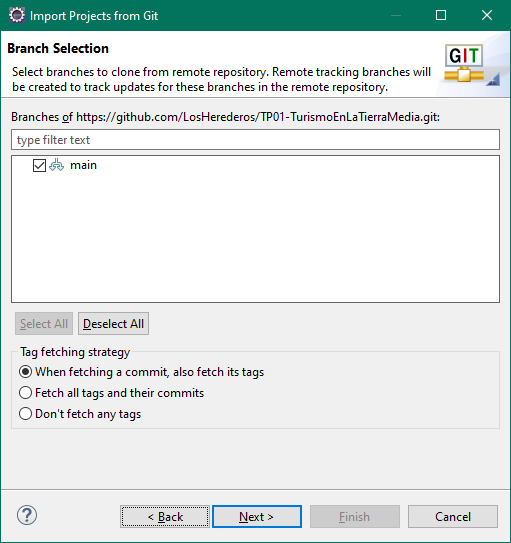 Import Projects from Git
Branch Selection
GIT
Select branches to clone from remote repository. Remote tracking branches will
be created to track updates for these branches in the remote repository.
Branches of https://github.com/LosHerederos/TP01-TurismoEnLaTierraMedia.git:
type filter text
main
Select All
Deselect All
Tag fetching strategy
When fetching a commit, also fetch its tags
Fetch all tags and their commits
Don't fetch any tags
?
< Back
Next >
Finish
Cancel